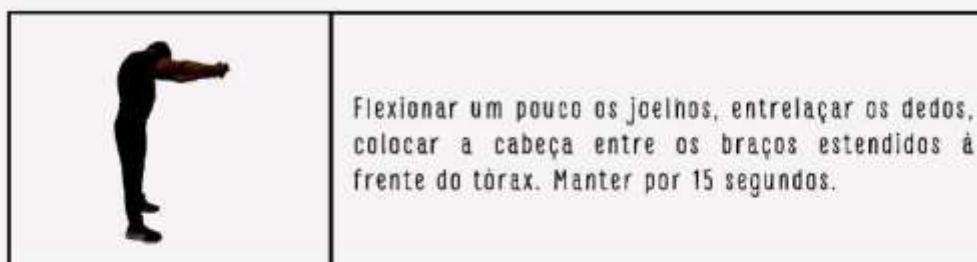 Flexionar um pouco os joelhos, entrelaçar os dedos,
colocar a cabeça entre os braços estendidos à
frente do tórax. Manter por 15 segundos.